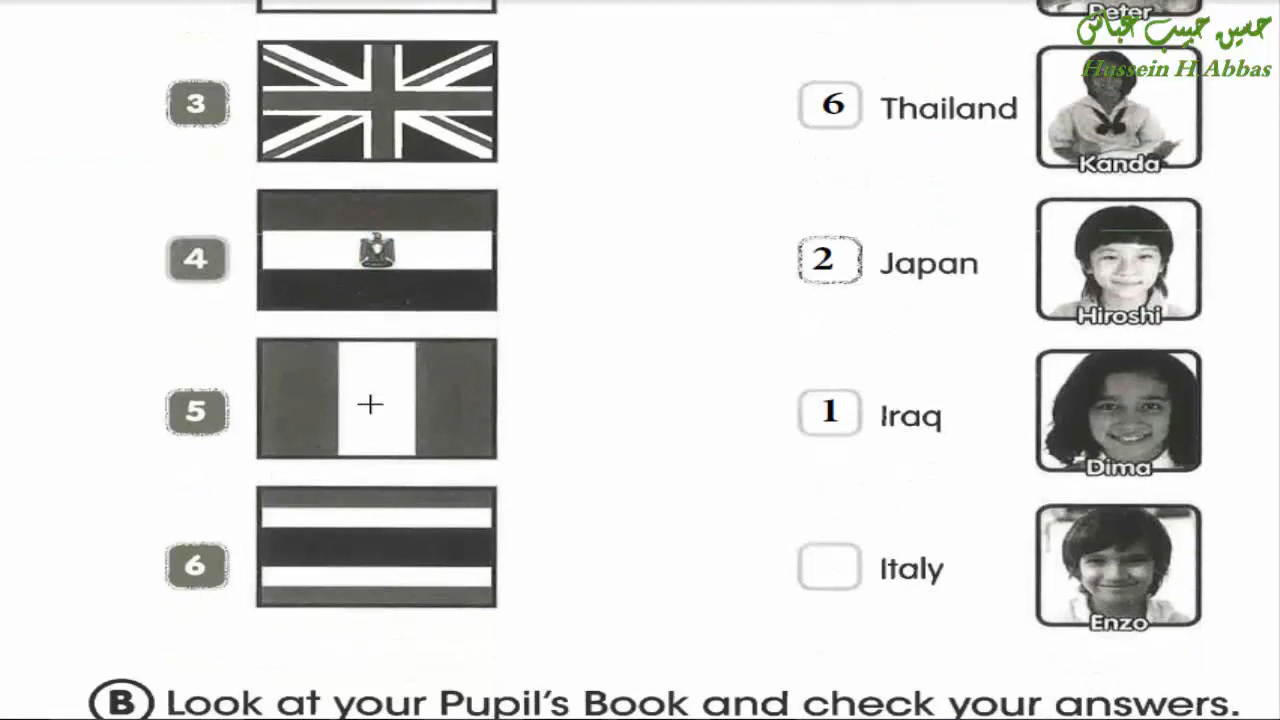 Peter
حسين حبيب عباس
Hussein H.Abbas
3
6 Thailand
Kanda
4
2 Japan
Hiroshi
5
1 Iraq
Dima
6
Italy
Enzo
B Look at your Pupil's Book and check your answers.